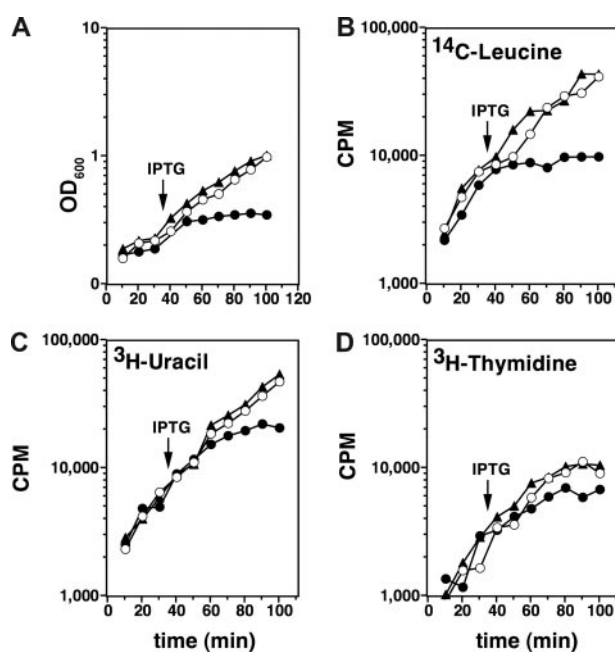 A
10
1
0
OD600
IPTG
0 20 40 60 80 100 120
B
14C-Leucine
100,000
10,000
1,000
CPM
IPTG
0 20 40 60 80 100
C
3H-Uracil
100,000
10,000
1,000
CPM
IPTG
0 20 40 60 80 100
time (min)
D
3H-Thymidine
100,000
10,000
1,000
CPM
IPTG
0 20 40 60 80 100
time (min)